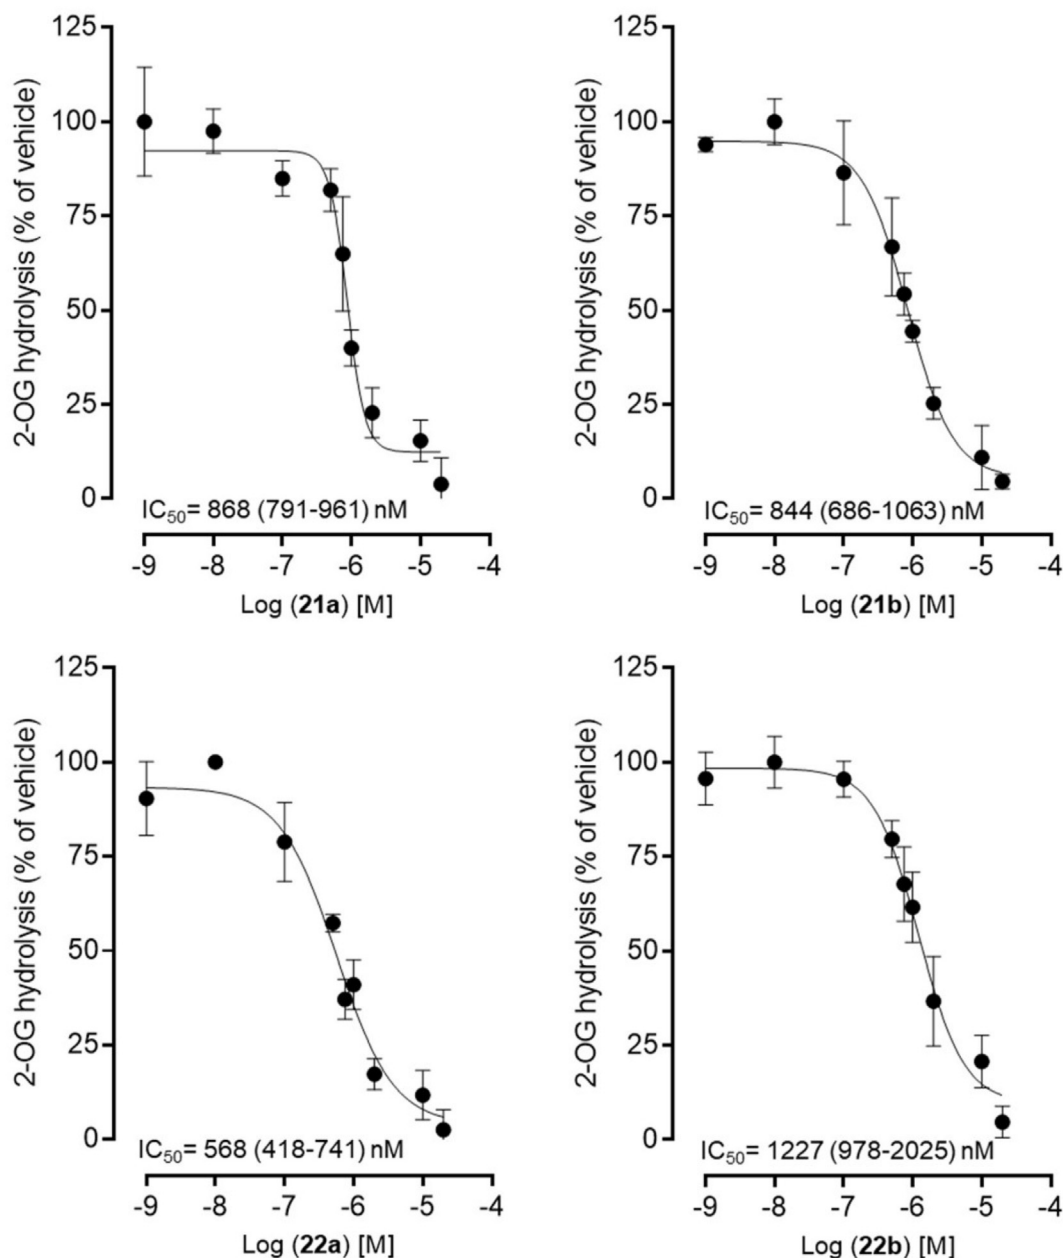 125
100
75
50
25
0
2-OG hydrolysis (% of vehicle)
IC50= 868 (791-961) nM
-9 -8 -7 -6 -5 -4
Log (21a) [M]
125
100
75
50
25
0
2-OG hydrolysis (% of vehicle)
IC50= 844 (686-1063) nM
-9 -8 -7 -6 -5 -4
Log (21b) [M]
125
100
75
50
25
0
2-OG hydrolysis (% of vehicle)
IC50= 568 (418-741) nM
-9 -8 -7 -6 -5 -4
Log (22a) [M]
125
100
75
50
25
0
2-OG hydrolysis (% of vehicle)
IC50= 1227 (978-2025) nM
-9 -8 -7 -6 -5 -4
Log (22b) [M]